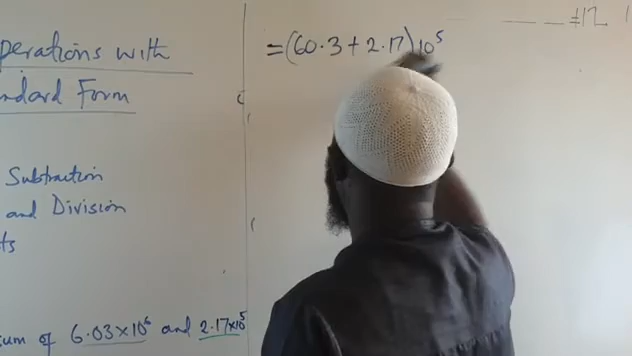 perations with
ndard Form
Subtraction
and Division
ts
um of 6.03×10⁶ and 2.17×10⁵
=(60.3+2.17)10⁵